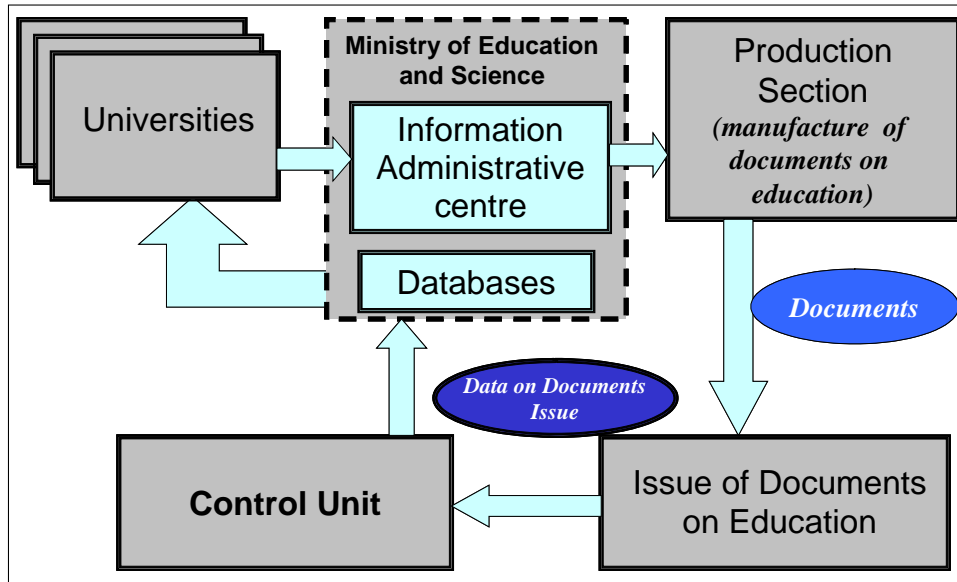 Universities
Ministry of Education
and Science
Information
Administrative
centre
Databases
Production
Section
(manufacture of
documents on
education)
Documents
Data on Documents
Issue
Control Unit
Issue of Documents
on Education